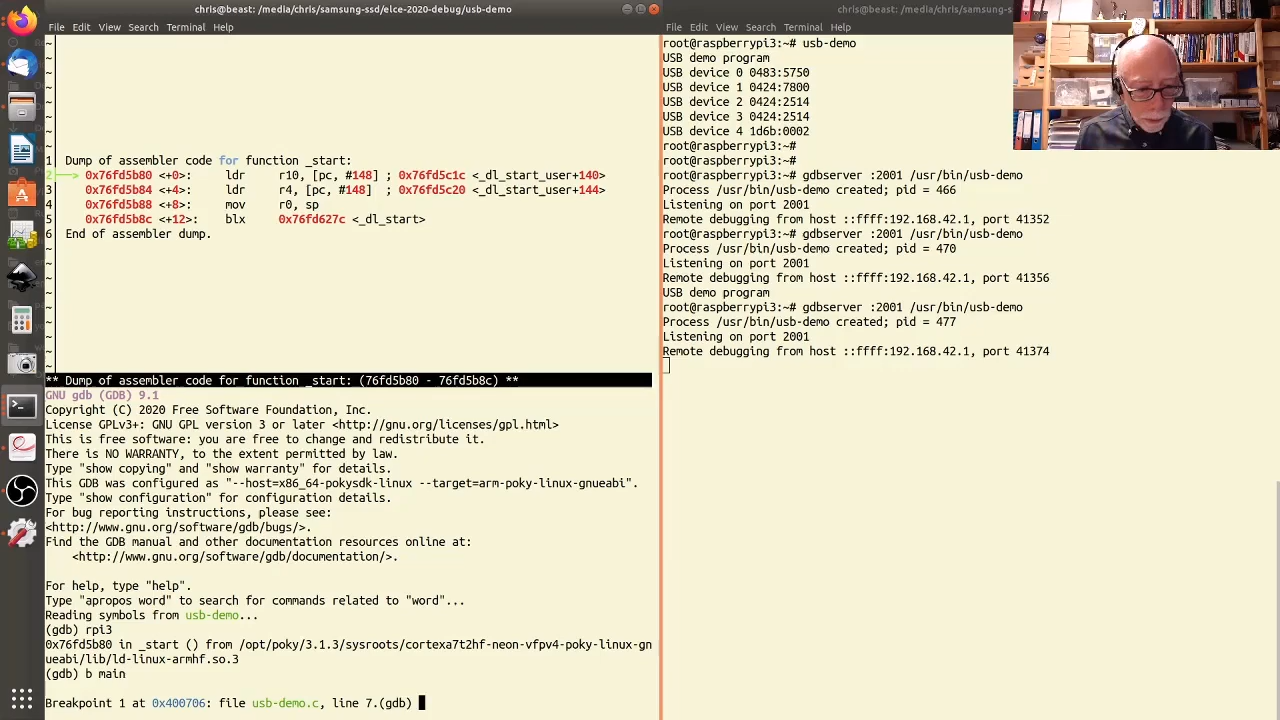 chris@beast: /media/chris/samsung-ssd/elce-2020-debug/usb-demo
File Edit View Search Terminal Help
~
~
~
~
~
~
~
~
1 Dump of assembler code for function _start:
2──> 0x76fd5b80 <+0>: ldr r10, [pc, #148] ; 0x76fd5c1c <_dl_start_user+140>
3 0x76fd5b84 <+4>: ldr r4, [pc, #148] ; 0x76fd5c20 <_dl_start_user+144>
4 0x76fd5b88 <+8>: mov r0, sp
5 0x76fd5b8c <+12>: blx 0x76fd627c <_dl_start>
6 End of assembler dump.
~
~
~
~
~
~
~
~
~
** Dump of assembler code for function _start: (76fd5b80 - 76fd5b8c) **
GNU gdb (GDB) 9.1
Copyright (C) 2020 Free Software Foundation, Inc.
License GPLv3+: GNU GPL version 3 or later <http://gnu.org/licenses/gpl.html>
This is free software: you are free to change and redistribute it.
There is NO WARRANTY, to the extent permitted by law.
Type "show copying" and "show warranty" for details.
This GDB was configured as "--host=x86_64-pokysdk-linux --target=arm-poky-linux-gnueabi".
Type "show configuration" for configuration details.
For bug reporting instructions, please see:
<http://www.gnu.org/software/gdb/bugs/>.
Find the GDB manual and other documentation resources online at:
<http://www.gnu.org/software/gdb/documentation/>.
For help, type "help".
Type "apropos word" to search for commands related to "word"...
Reading symbols from usb-demo...
(gdb) rpi3
0x76fd5b80 in _start () from /opt/poky/3.1.3/sysroots/cortexa7t2hf-neon-vfpv4-poky-linux-gn
ueabi/lib/ld-linux-armhf.so.3
(gdb) b main
Breakpoint 1 at 0x400706: file usb-demo.c, line 7.(gdb)
chris@beast: /media/chris/samsung-s
File Edit View Search Terminal Help
root@raspberrypi3:~# usb-demo
USB demo program
USB device 0 0483:5750
USB device 1 0424:7800
USB device 2 0424:2514
USB device 3 0424:2514
USB device 4 1d6b:0002
root@raspberrypi3:~#
root@raspberrypi3:~#
root@raspberrypi3:~# gdbserver :2001 /usr/bin/usb-demo
Process /usr/bin/usb-demo created; pid = 466
Listening on port 2001
Remote debugging from host ::ffff:192.168.42.1, port 41352
root@raspberrypi3:~# gdbserver :2001 /usr/bin/usb-demo
Process /usr/bin/usb-demo created; pid = 470
Listening on port 2001
Remote debugging from host ::ffff:192.168.42.1, port 41356
USB demo program
root@raspberrypi3:~# gdbserver :2001 /usr/bin/usb-demo
Process /usr/bin/usb-demo created; pid = 477
Listening on port 2001
Remote debugging from host ::ffff:192.168.42.1, port 41374